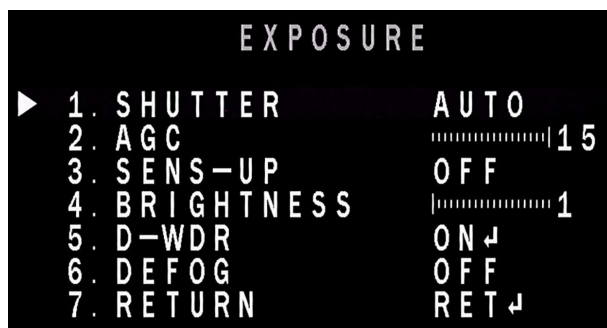 EXPOSURE
1. SHUTTER AUTO
2. AGC 15
3. SENS-UP OFF
4. BRIGHTNESS 1
5. D-WDR ON↲
6. DEFOG OFF
7. RETURN RET↲